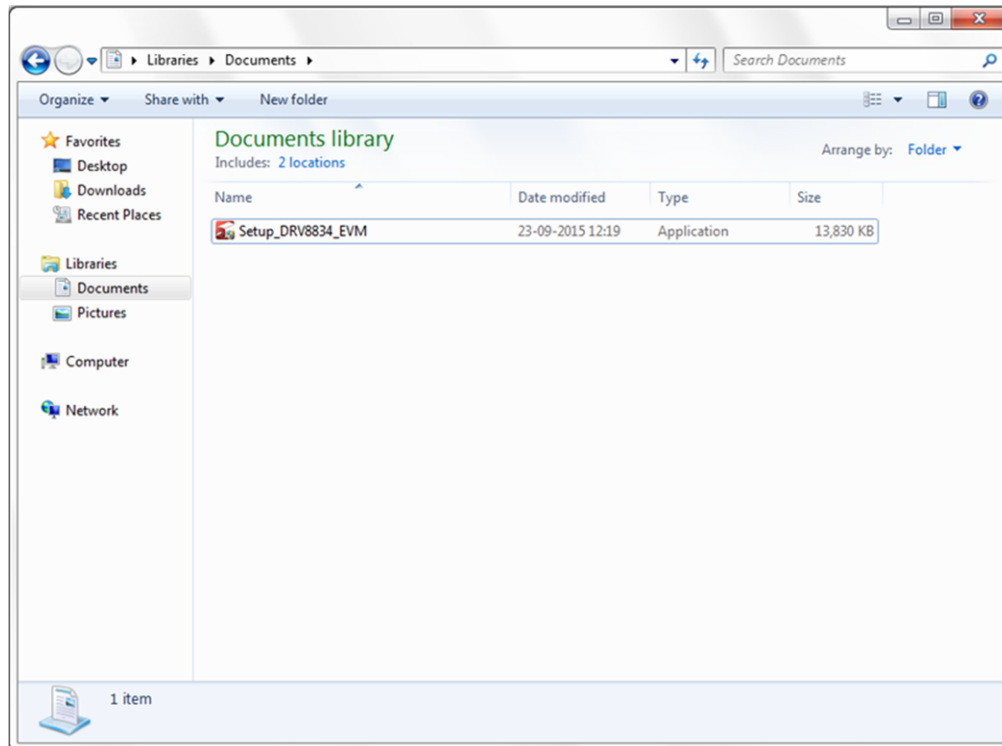 Libraries Documents
Search Documents
Organize Share with New folder
Favorites
Desktop
Downloads
Recent Places
Libraries
Documents
Pictures
Computer
Network
Documents library
Includes: 2 locations
Arrange by: Folder
Name Date modified Type Size
Setup_DRV8834_EVM 23-09-2015 12:19 Application 13,830 KB
1 item